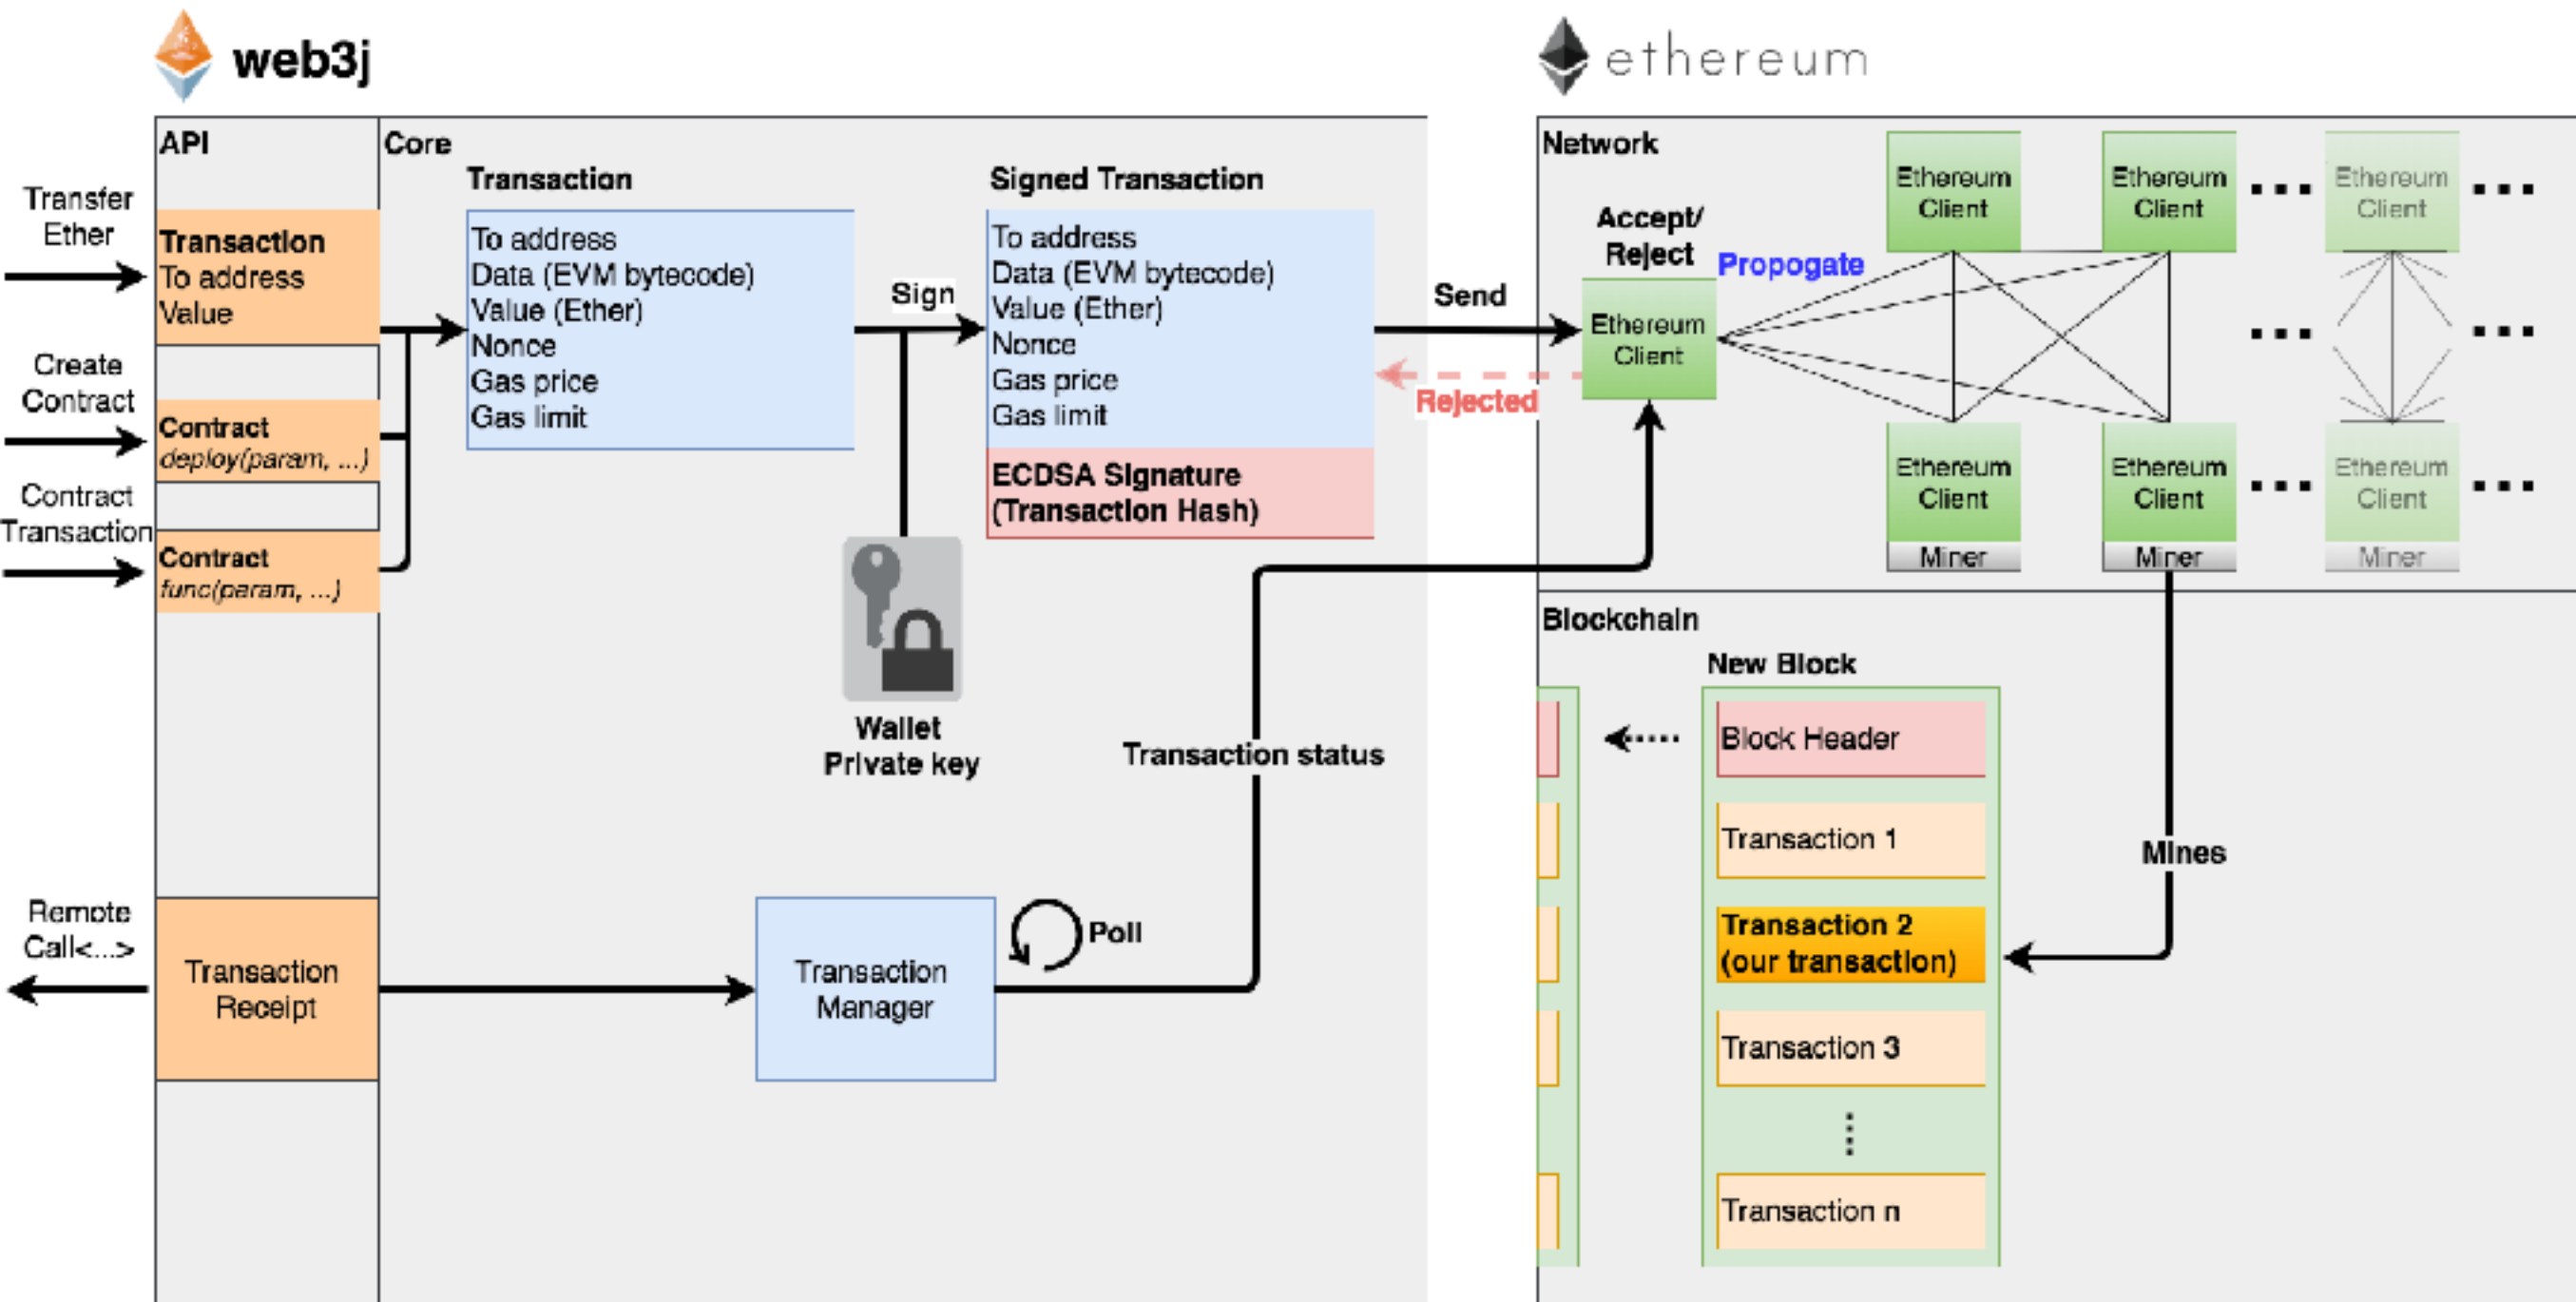 web3j
ethereum
API
Core
Transfer
Ether
Transaction
To address
Value
Create
Contract
Contract
deploy(param, ...)
Contract
Transaction
Contract
func(param, ...)
Transaction
To address
Data (EVM bytecode)
Value (Ether)
Nonce
Gas price
Gas limit
Sign
Signed Transaction
To address
Data (EVM bytecode)
Value (Ether)
Nonce
Gas price
Gas limit
ECDSA Signature
(Transaction Hash)
Wallet
Private key
Send
Rejected
Transaction status
Remote
Call<...>
Transaction
Receipt
Transaction
Manager
Poll
Network
Accept/
Reject
Ethereum
Client
Propogate
Ethereum
Client
Ethereum
Client
...
Ethereum
Client
...
...
...
Ethereum
Client
Miner
Ethereum
Client
Miner
...
Ethereum
Client
Miner
...
Blockchain
New Block
Block Header
Transaction 1
Transaction 2
(our transaction)
Transaction 3
Transaction n
Mines